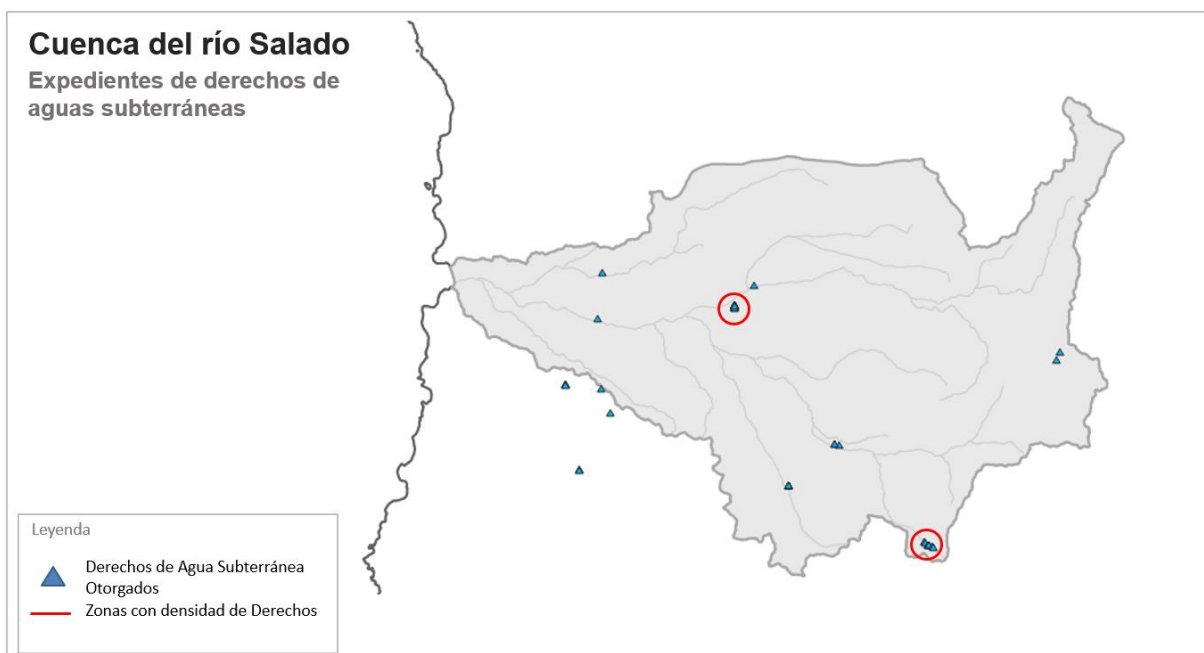 Cuenca del río Salado
Expedientes de derechos de
aguas subterráneas
Leyenda
Derechos de Agua Subterránea
Otorgados
Zonas con densidad de Derechos